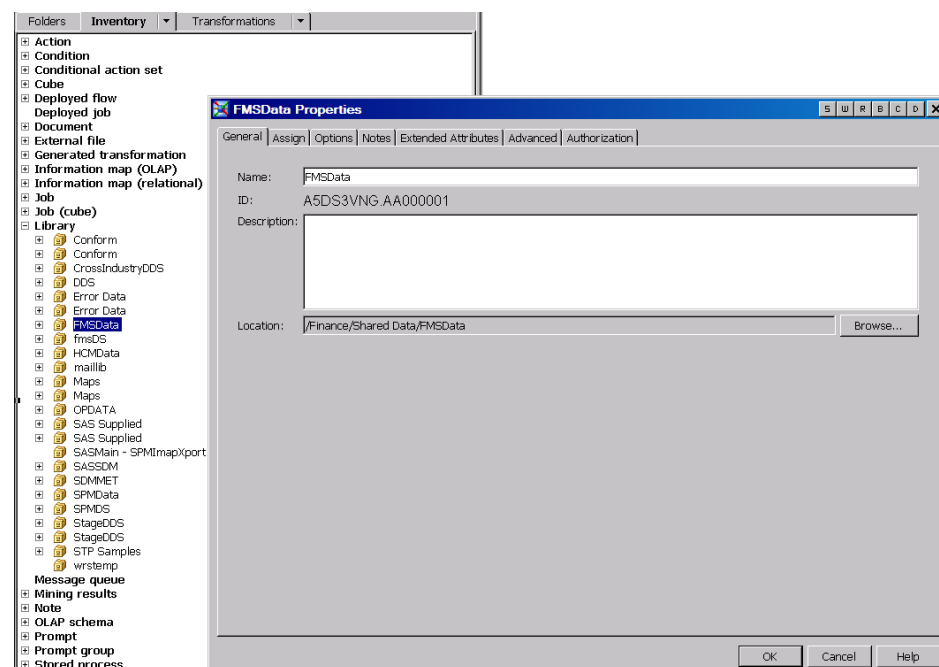 Folders Inventory Transformations
Action
Condition
Conditional action set
Cube
Deployed flow
Deployed job
Document
External file
Generated transformation
Information map (OLAP)
Information map (relational)
Job
Job (cube)
Library
Conform
Conform
CrossIndustryDDS
DDS
Error Data
Error Data
FMSData
fmsDS
HCMData
maillib
Maps
Maps
OPDATA
SAS Supplied
SAS Supplied
SASMain - SPMImapXport
SASSDM
SDMMET
SPMData
SPMDS
StageDDS
StageDDS
STP Samples
wrstemp
Message queue
Mining results
Note
OLAP schema
Prompt
Prompt group
Stored process
FMSData Properties S W R B C D X
General Assign Options Notes Extended Attributes Advanced Authorization
Name: FMSData
ID: A5DS3VNG.AA000001
Description:
Location: /Finance/Shared Data/FMSData Browse...
OK Cancel Help